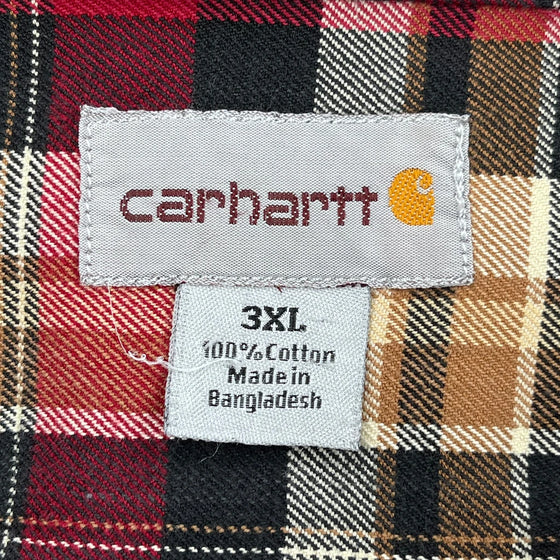 carhartt
3XL
100% Cotton
Made in
Bangladesh